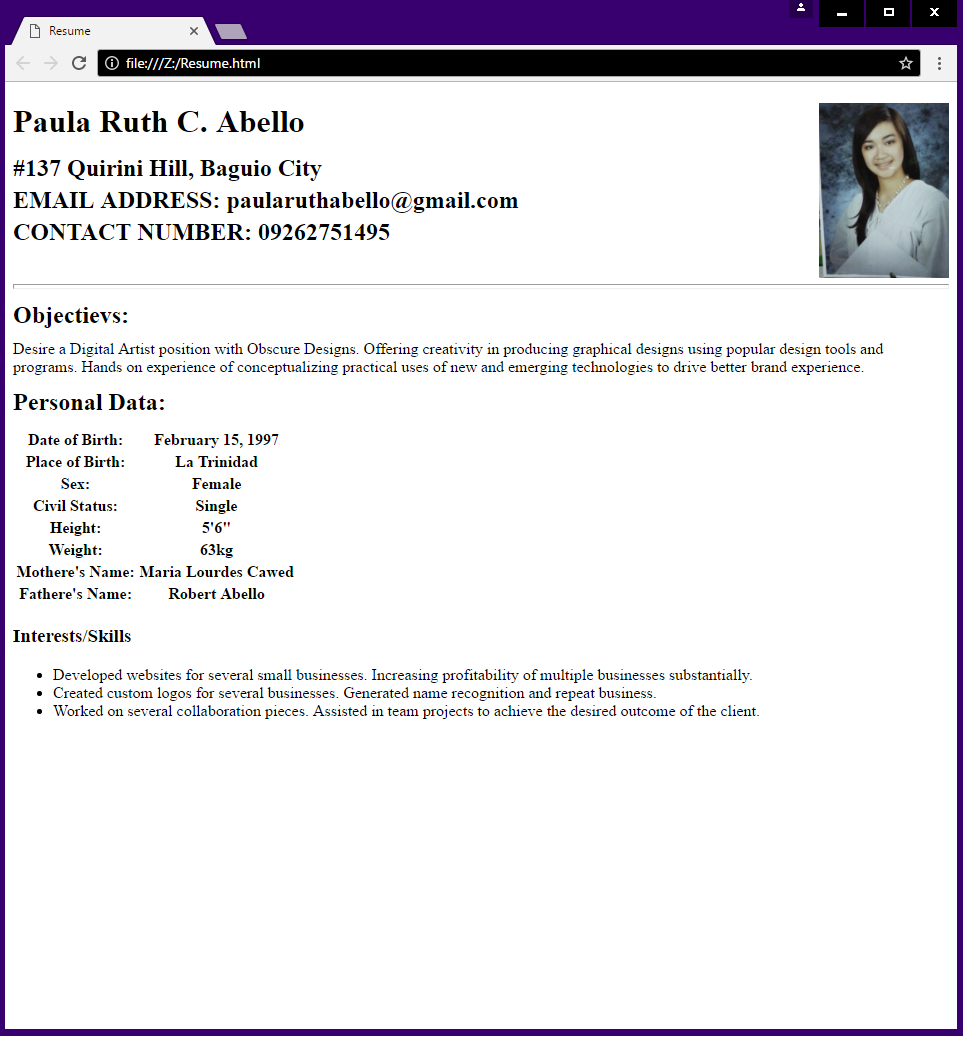 Resume
file:///Z:/Resume.html
Paula Ruth C. Abello
#137 Quirini Hill, Baguio City
EMAIL ADDRESS: paularuthabello@gmail.com
CONTACT NUMBER: 09262751495
Objectievs:
Desire a Digital Artist position with Obscure Designs. Offering creativity in producing graphical designs using popular design tools and
programs. Hands on experience of conceptualizing practical uses of new and emerging technologies to drive better brand experience.
Personal Data:
Date of Birth: February 15, 1997
Place of Birth: La Trinidad
Sex: Female
Civil Status: Single
Height: 5'6"
Weight: 63kg
Mothere's Name: Maria Lourdes Cawed
Fathere's Name: Robert Abello
Interests/Skills
• Developed websites for several small businesses. Increasing profitability of multiple businesses substantially.
• Created custom logos for several businesses. Generated name recognition and repeat business.
• Worked on several collaboration pieces. Assisted in team projects to achieve the desired outcome of the client.